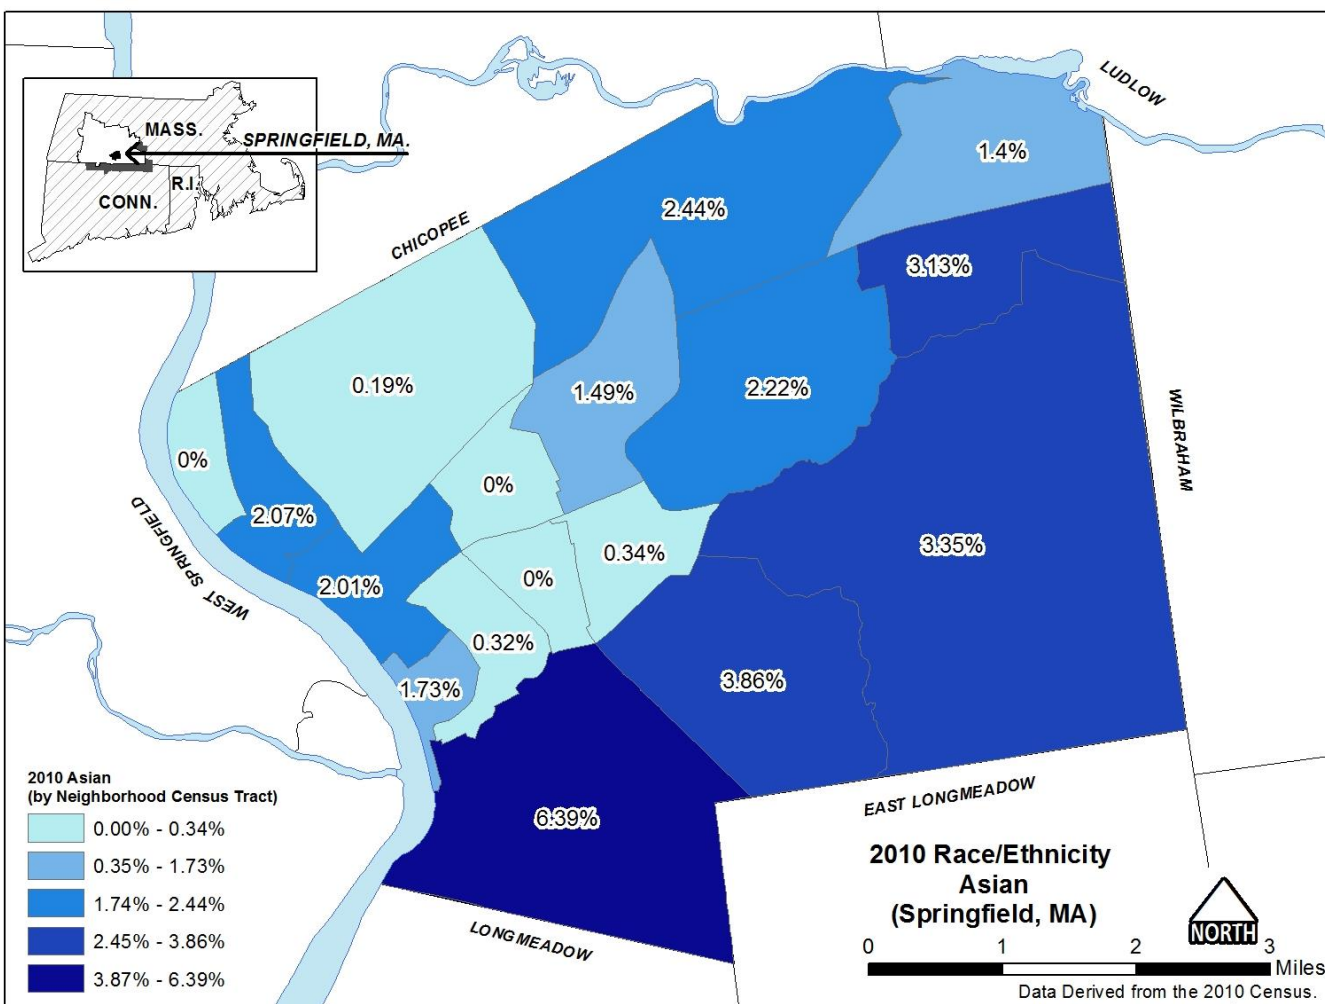 LUDLOW
MASS.
SPRINGFIELD, MA.
R.I.
CONN.
CHICOPEE
1.4%
2.44%
3.13%
0.19%
1.49%
2.22%
WILBRAHAM
0%
0%
2.07%
WEST SPRINGFIELD
0.34%
3.35%
2.01%
0%
0.32%
1.73%
3.86%
6.39%
EAST LONGMEADOW
LONGMEADOW
2010 Asian
(by Neighborhood Census Tract)
0.00% - 0.34%
0.35% - 1.73%
1.74% - 2.44%
2.45% - 3.86%
3.87% - 6.39%
2010 Race/Ethnicity
Asian
(Springfield, MA)
NORTH
0 1 2 3
Miles
Data Derived from the 2010 Census.